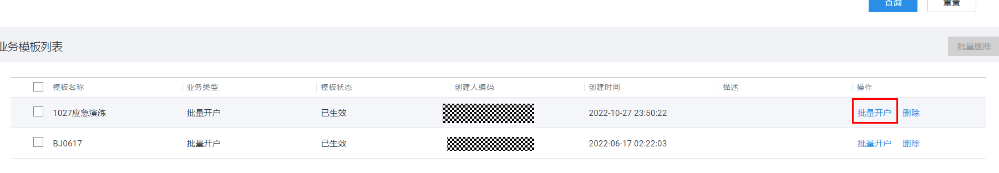 查询 重置
业务模板列表 批量删除
模板名称 业务类型 模板状态 创建人编码 创建时间 描述 操作
1027应急演练 批量开户 已生效 2022-10-27 23:50:22 批量开户 删除
BJ0617 批量开户 已生效 2022-06-17 02:22:03 批量开户 删除